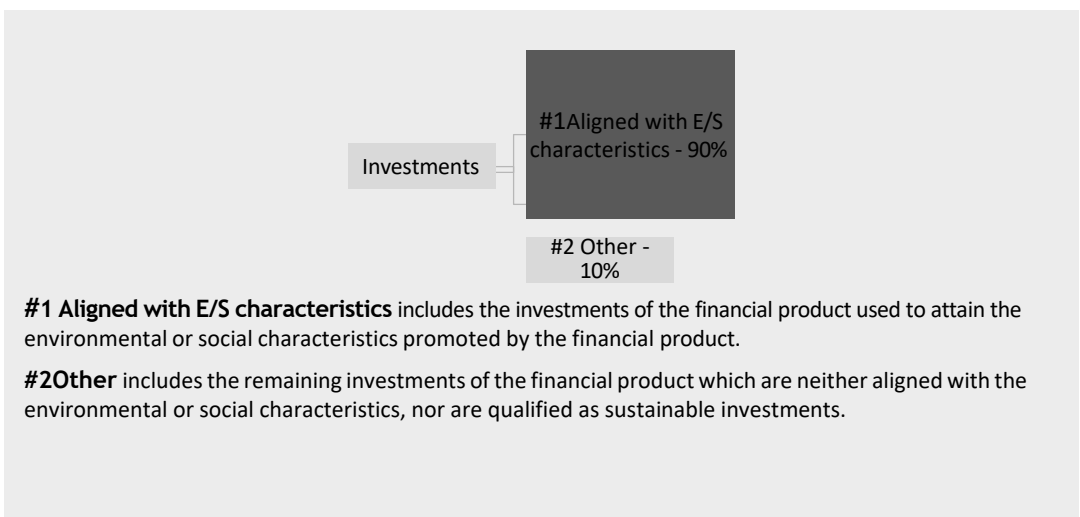 #1Aligned with E/S
characteristics - 90%
Investments
#2 Other -
10%
#1 Aligned with E/S characteristics includes the investments of the financial product used to attain the
environmental or social characteristics promoted by the financial product.
#2Other includes the remaining investments of the financial product which are neither aligned with the
environmental or social characteristics, nor are qualified as sustainable investments.